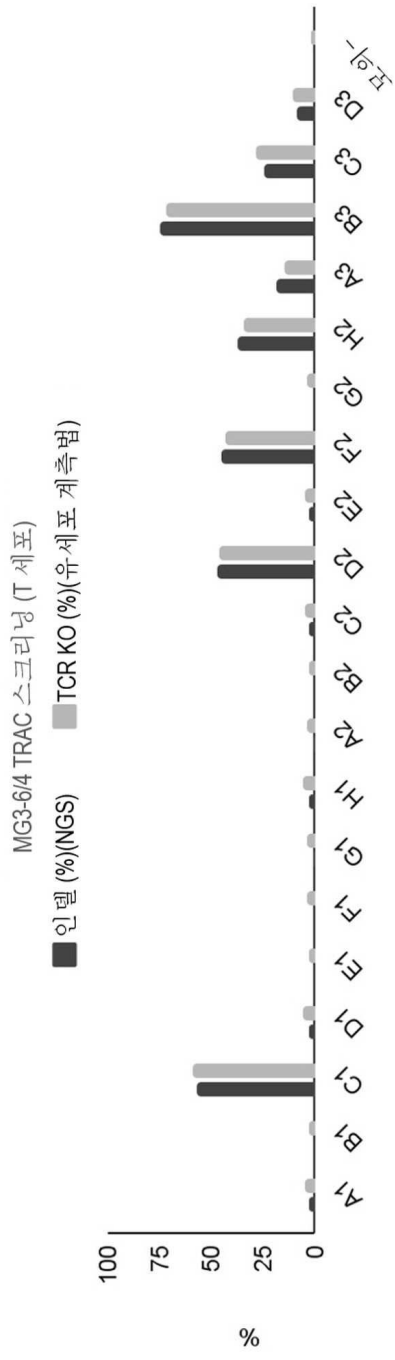 MG3-6/4 TRAC 스크리닝 (T 세포)
인델 (%)(NGS)
TCR KO (%)(유세포 계측법)
100
75
50
25
0
%
A1
B1
C1
D1
E1
F1
G1
H1
A2
B2
C2
D2
E2
F2
G2
H2
A3
B3
C3
D3
모의-